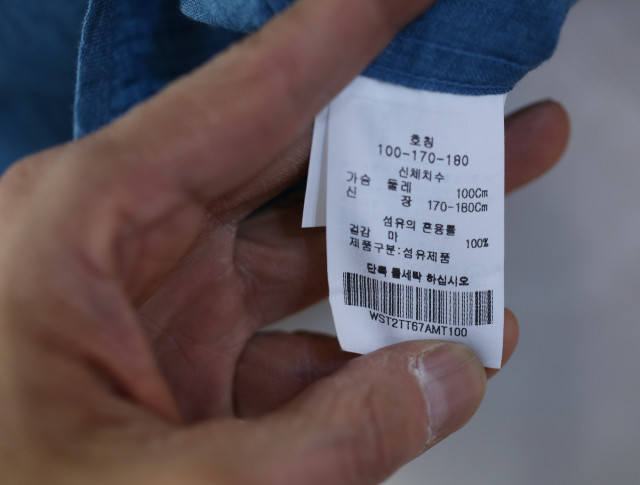 호칭
100-170-180
신체치수
가슴 둘레 100Cm
신 장 170-180Cm
섬유의 혼용률
겉감 마 100%
제품구분:섬유제품
단독 물세탁 하십시오
WST2TT67AMT100